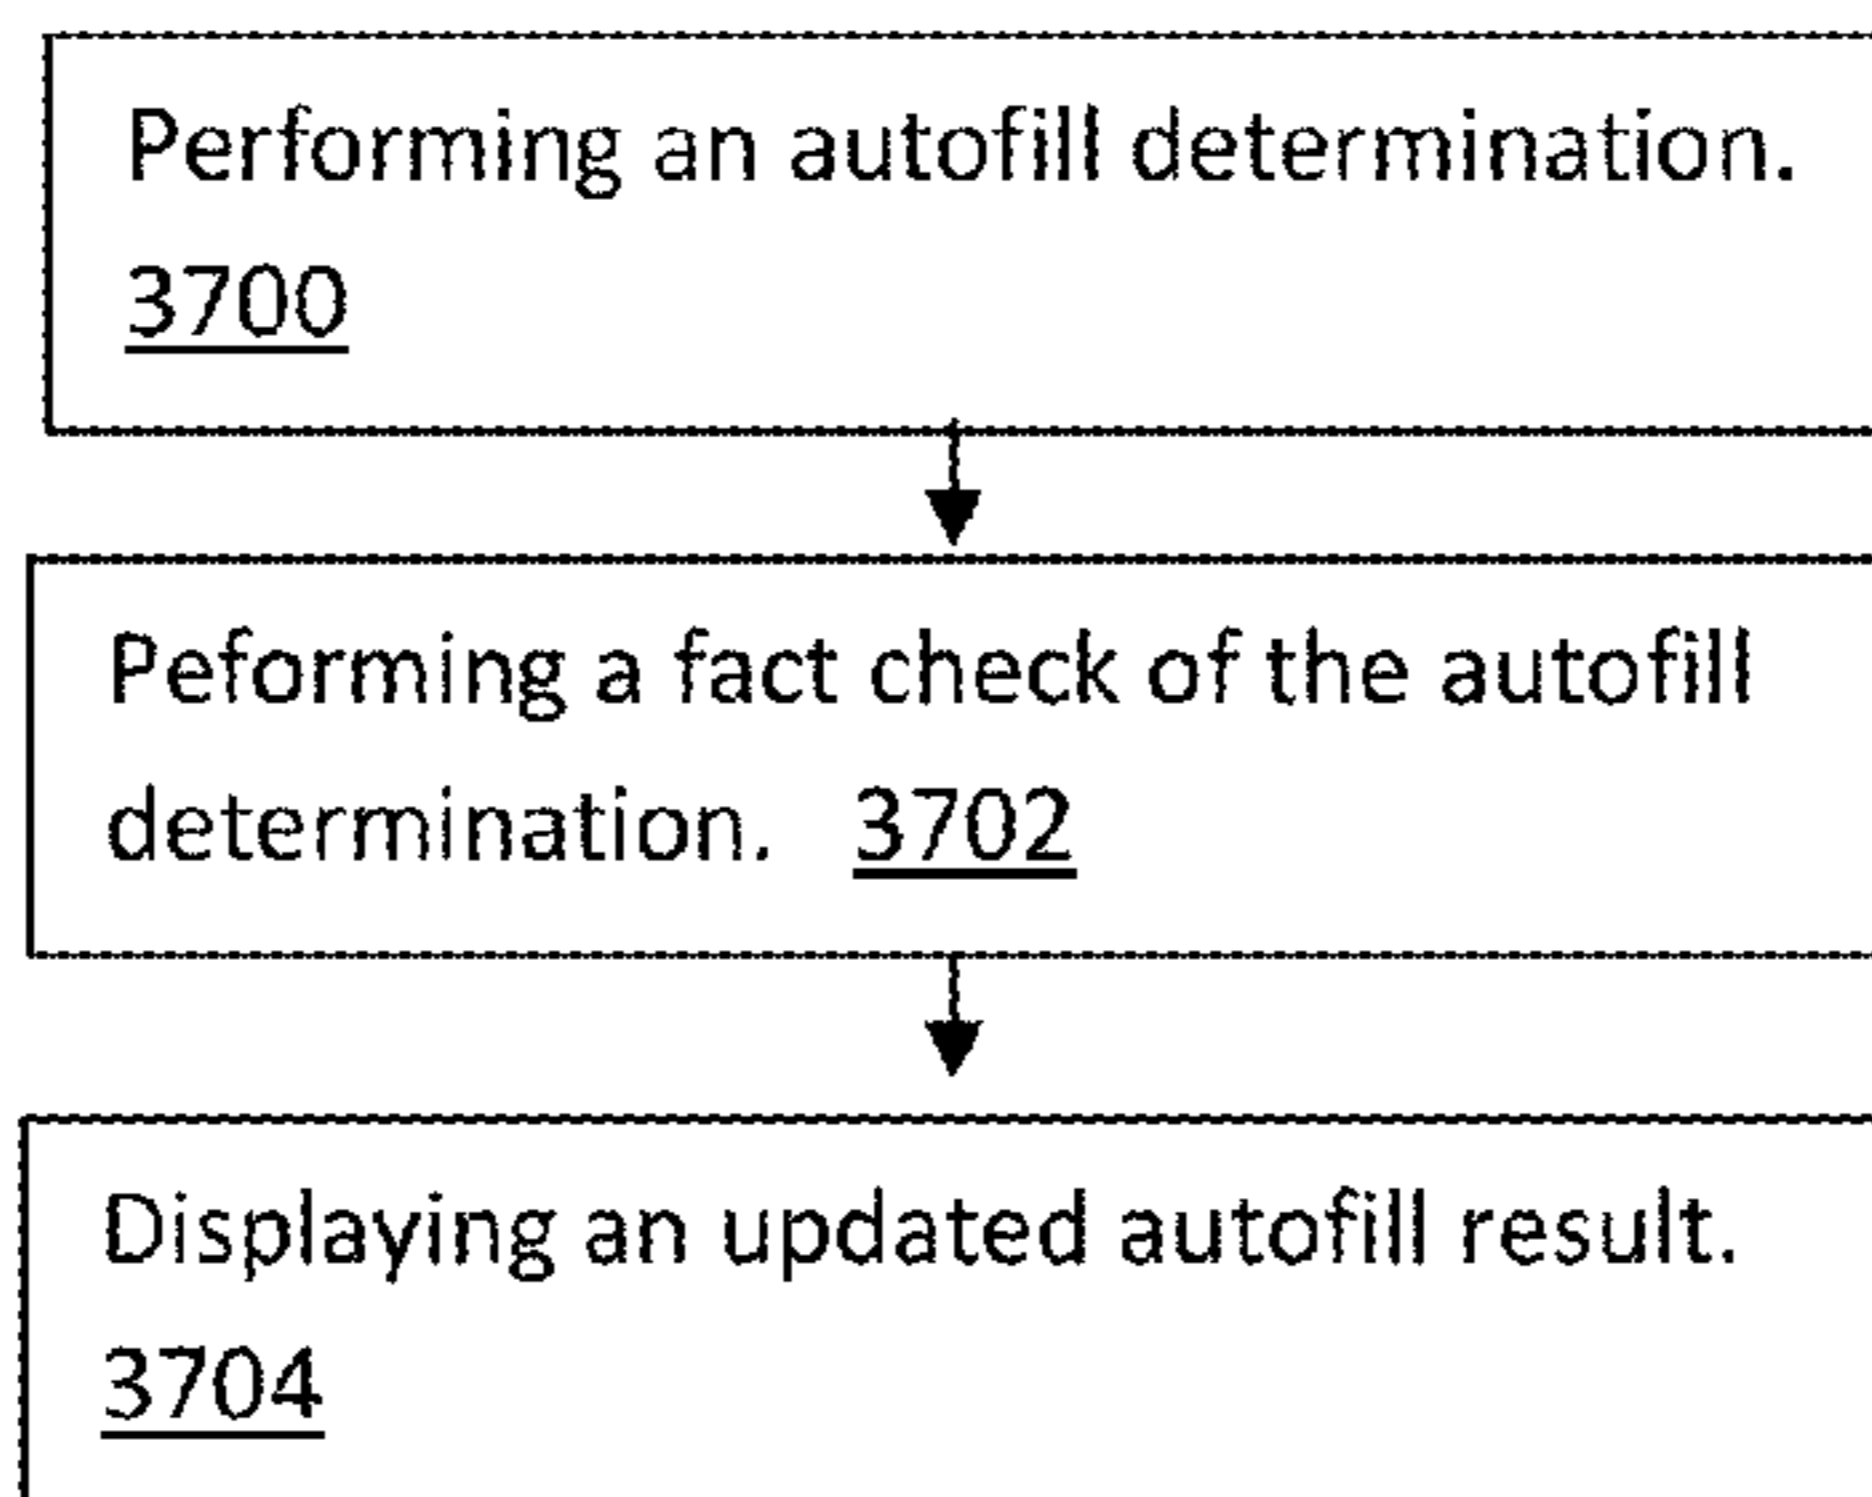 Performing an autofill determination.
3700
Peforming a fact check of the autofill
determination. 3702
Displaying an updated autofill result.
3704